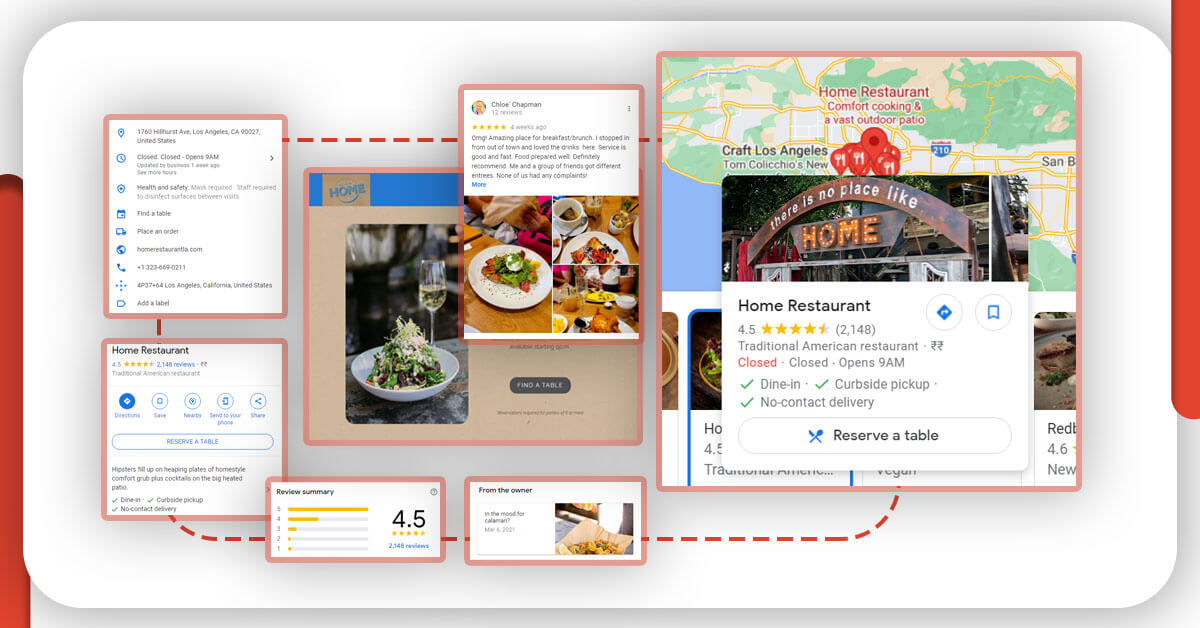 1760 Hillhurst Ave, Los Angeles, CA 90027,
United States
Closed. Closed - Opens 9AM
Updated by business 1 week ago
See more hours
Health and safety: Mask required · Staff required
to disinfect surfaces between visits
Find a table
Place an order
homerestaurantla.com
+1 323-669-0211
4P37+64 Los Angeles, California, United States
Add a label
Home Restaurant
4.5 2,148 reviews · ₹₹
Traditional American restaurant
Directions
Save
Nearby
Send to your
phone
Share
RESERVE A TABLE
Hipsters fill up on heaping plates of homestyle
comfort grub plus cocktails on the big heated
patio.
Dine-in · Curbside pickup
No-contact delivery
HOME
Available starting 9p.m.
FIND A TABLE
Reservations required for parties of 6 or more
Chloe' Chapman
12 reviews
4 weeks ago
Omg! Amazing place for breakfast/brunch. I stopped in
from out of town and loved the drinks here. Service is
good and fast. Food prepared well. Definitely
recommend. Me and a group of friends got different
entrees. None of us had any complaints!
More
Review summary
5
4
3
2
1
4.5
2,148 reviews
From the owner
In the mood for
calamari?
Mar 4, 2021
Home Restaurant
Comfort cooking &
a vast outdoor patio
Craft Los Angeles
Tom Colicchio's New
210
San B
there is no place like
HOME
Home Restaurant
4.5 (2,148)
Traditional American restaurant · ₹₹
Closed · Closed · Opens 9AM
Dine-in · Curbside pickup ·
No-contact delivery
Reserve a table
Ho
4.5
Traditional Americ...
Vegan
Redb
4.6
New